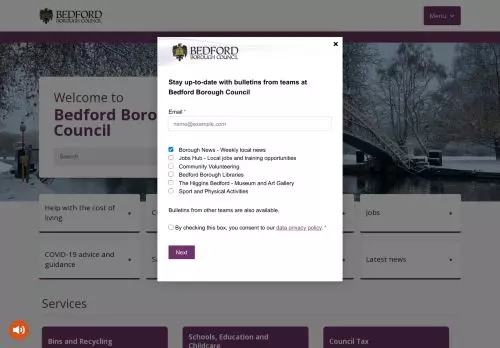 BEDFORD
BOROUGH COUNCIL
Menu
BEDFORD
BOROUGH COUNCIL
×
Stay up-to-date with bulletins from teams at
Bedford Borough Council
Email *
name@example.com
Borough News - Weekly local news
Jobs Hub - Local jobs and training opportunities
Community Volunteering
Bedford Borough Libraries
The Higgins Bedford - Museum and Art Gallery
Sport and Physical Activities
Bulletins from other teams are also available.
By checking this box, you consent to our data privacy policy. *
Next
Welcome to
Bedford Boro
Council
Search
Help with the cost of
living
Jobs
COVID-19 advice and
guidance
Latest news
Services
Bins and Recycling
Schools, Education and
Childcare
Council Tax